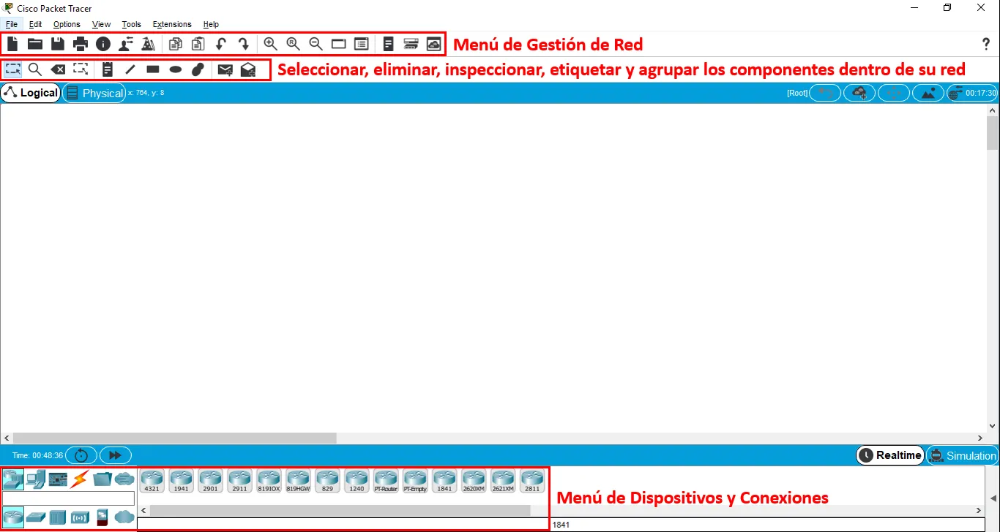 Cisco Packet Tracer
File Edit Options View Tools Extensions Help
Menú de Gestión de Red
?
Seleccionar, eliminar, inspeccionar, etiquetar y agrupar los componentes dentro de su red
Logical Physical x: 764, y: 8 [Root] 00:17:30
Time: 00:48:36 Realtime Simulation
4321 1941 2901 2911 819IOX 819HGW 829 1240 PT-Router PT-Empty 1841 2620XM 2621XM 2811
Menú de Dispositivos y Conexiones
1841